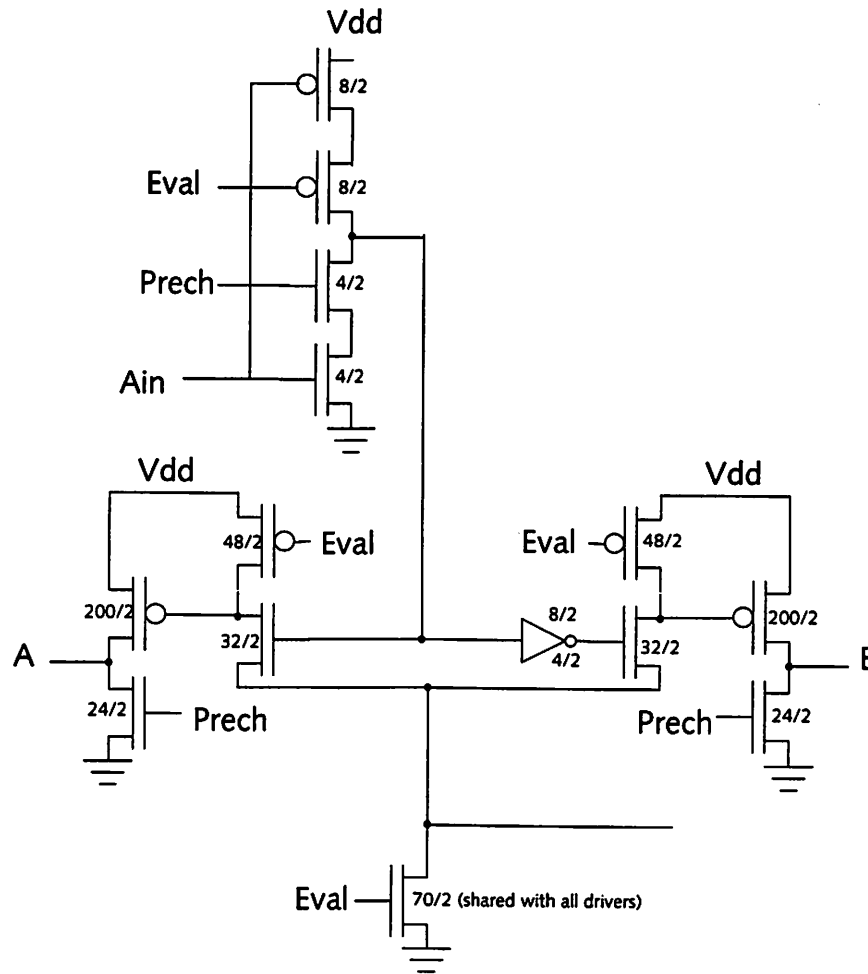 Vdd
8/2
Eval
8/2
Prech
4/2
Ain
4/2
Vdd
Vdd
48/2
Eval
Eval
48/2
200/2
8/2
200/2
32/2
4/2
32/2
A
24/2
Prech
Prech
24/2
Eval
70/2 (shared with all drivers)